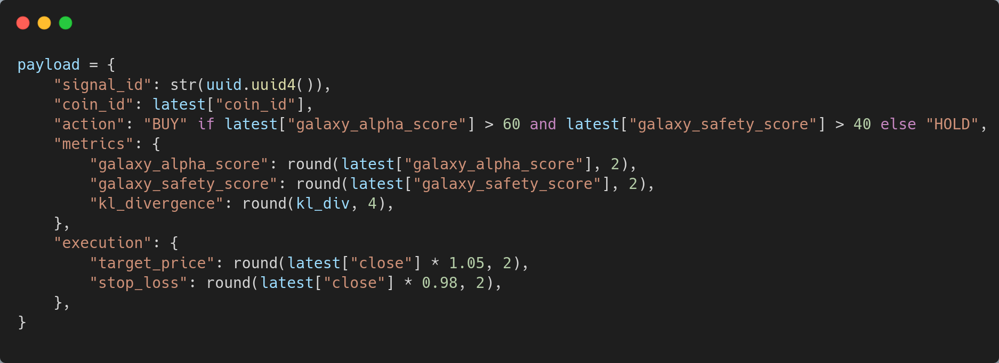 payload = {
    "signal_id": str(uuid.uuid4()),
    "coin_id": latest["coin_id"],
    "action": "BUY" if latest["galaxy_alpha_score"] > 60 and latest["galaxy_safety_score"] > 40 else "HOLD",
    "metrics": {
        "galaxy_alpha_score": round(latest["galaxy_alpha_score"], 2),
        "galaxy_safety_score": round(latest["galaxy_safety_score"], 2),
        "kl_divergence": round(kl_div, 4),
    },
    "execution": {
        "target_price": round(latest["close"] * 1.05, 2),
        "stop_loss": round(latest["close"] * 0.98, 2),
    },
}